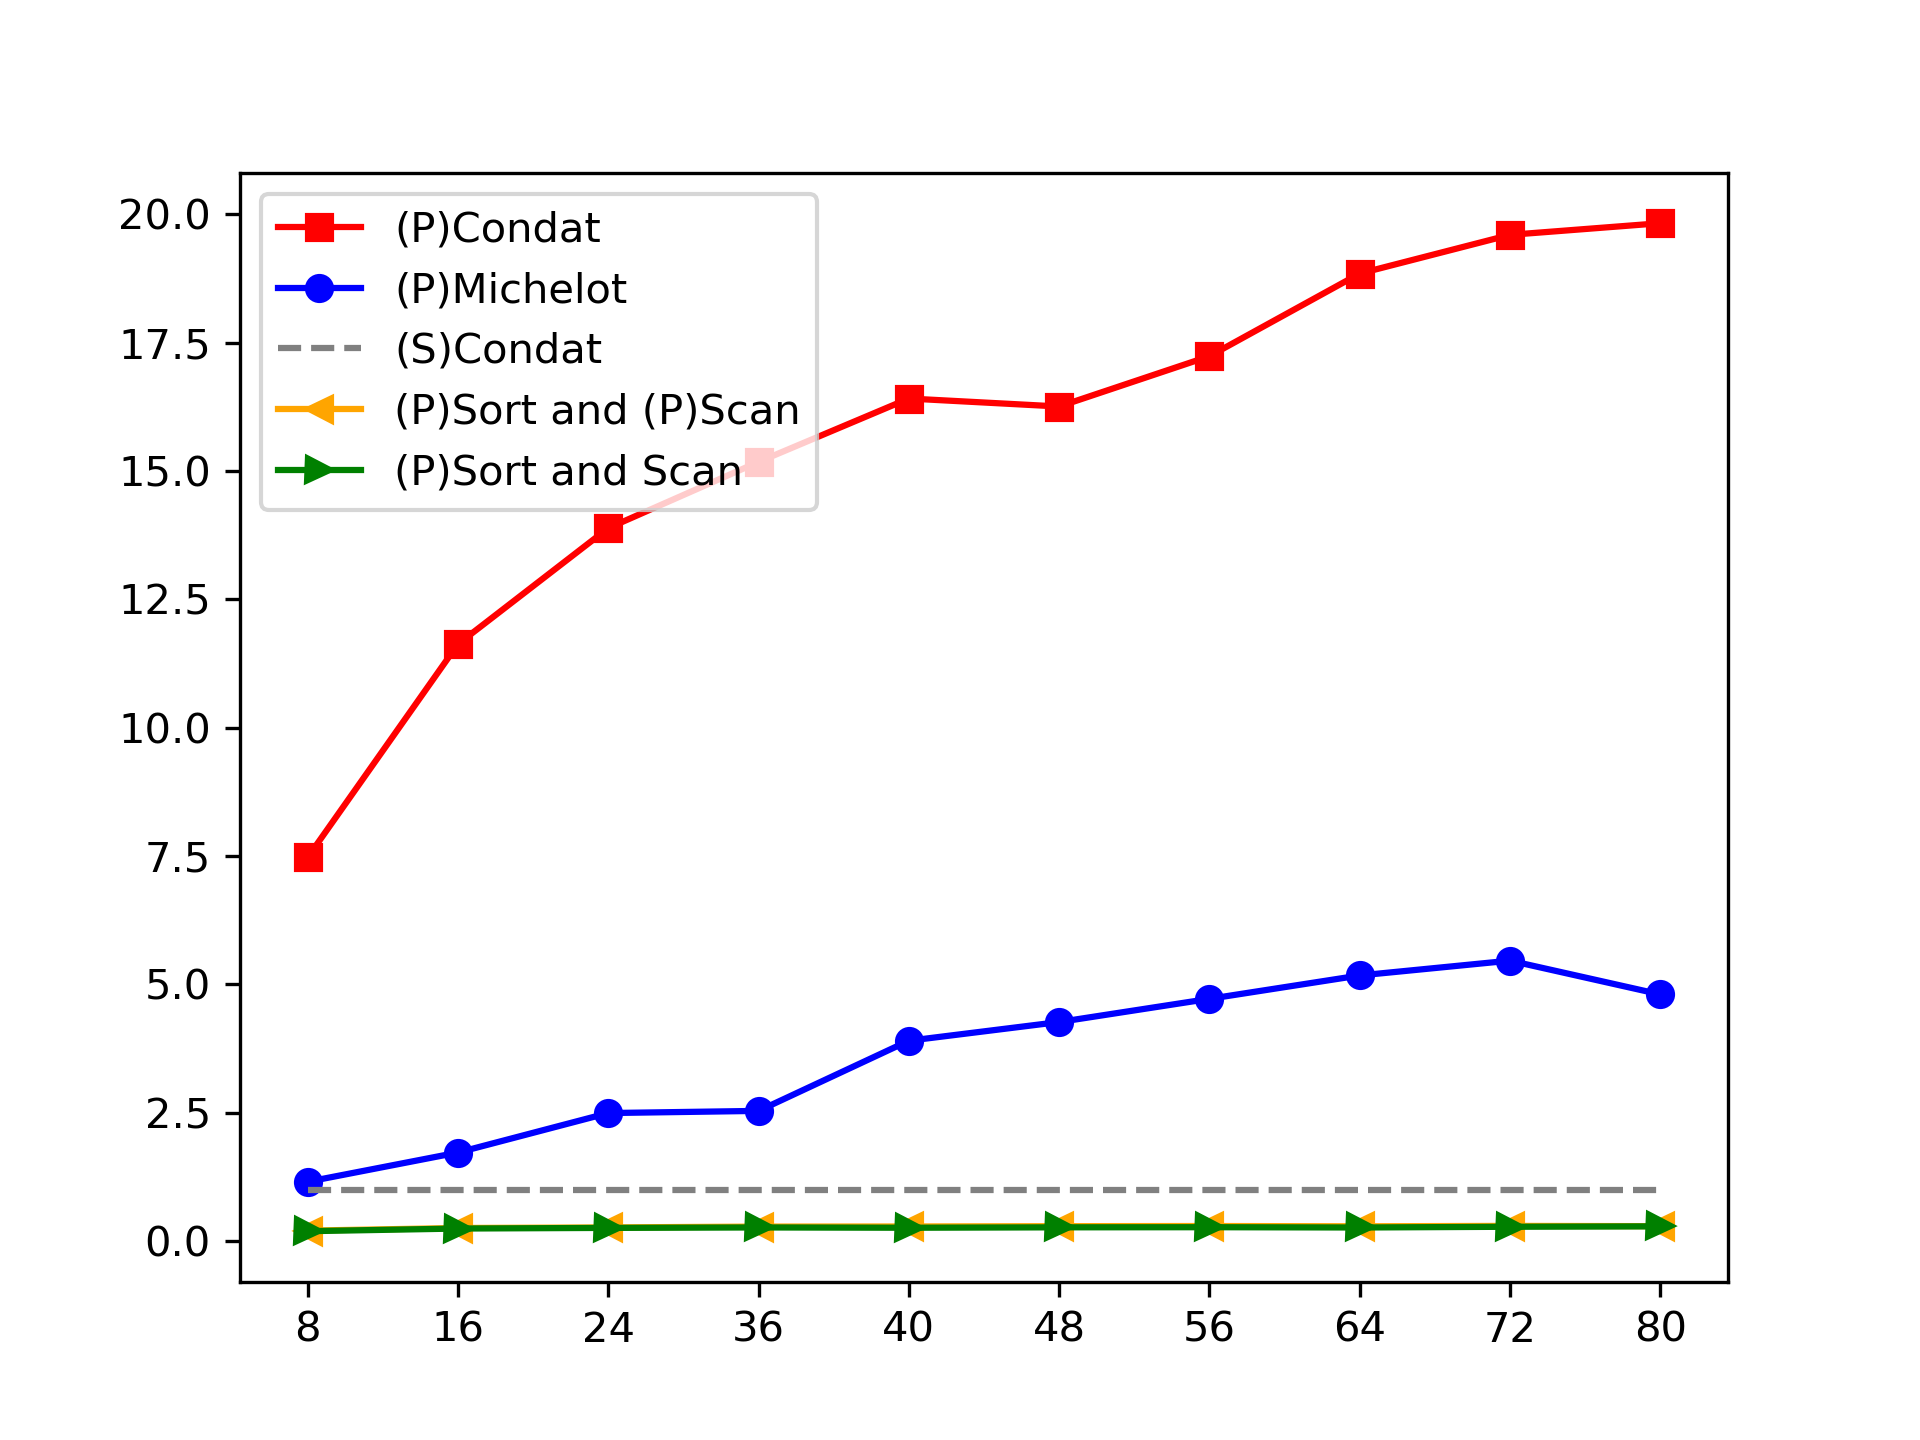 20.0
17.5
15.0
12.5
10.0
7.5
5.0
2.5
0.0
(P)Condat
(P)Michelot
(S)Condat
(P)Sort and (P)Scan
(P)Sort and Scan
8 16 24 36 40 48 56 64 72 80